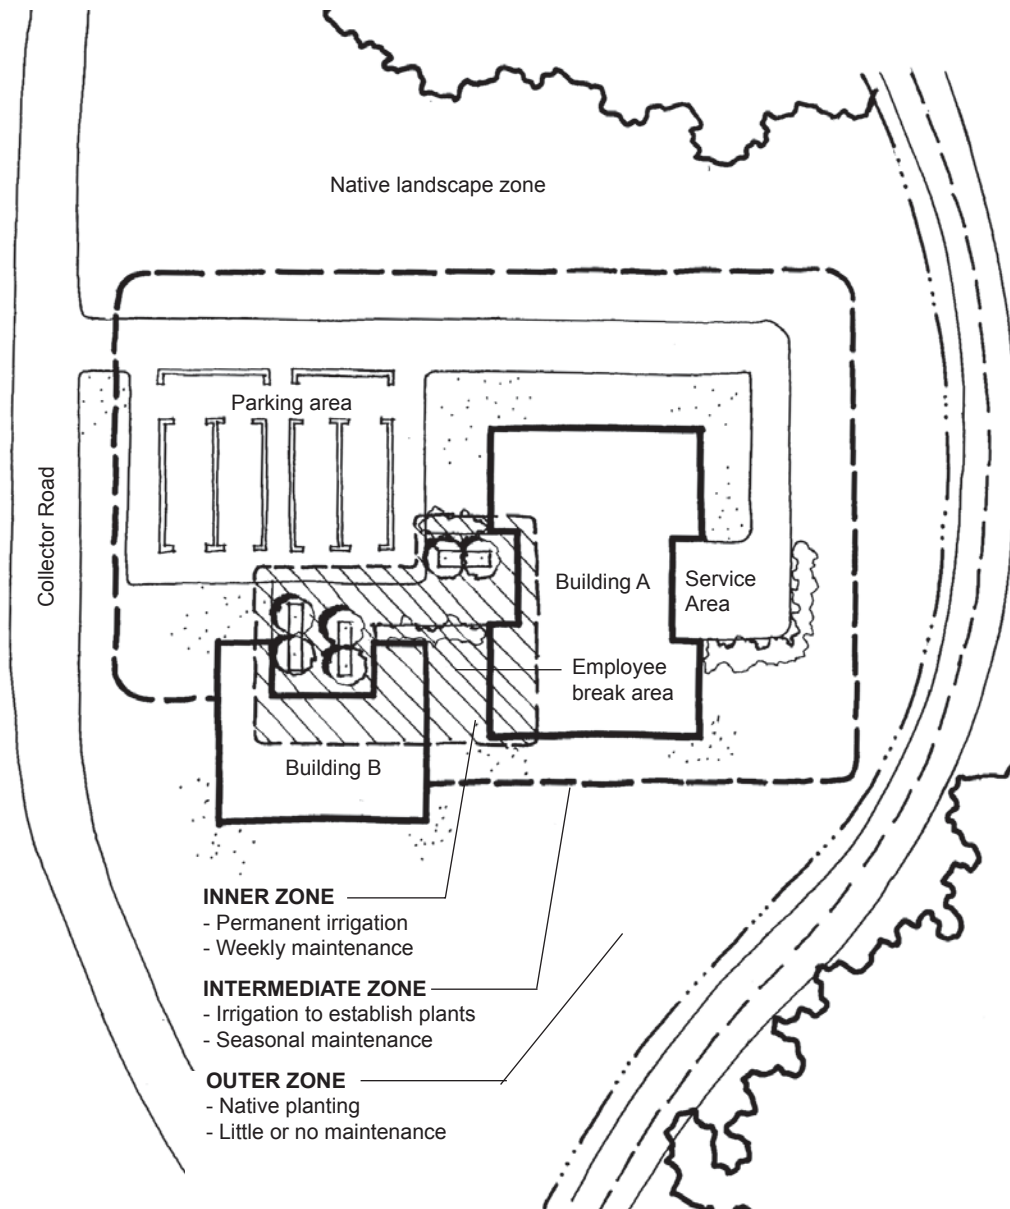 Native landscape zone
Parking area
Collector Road
Building A
Service
Area
Employee
break area
Building B
INNER ZONE
- Permanent irrigation
- Weekly maintenance
INTERMEDIATE ZONE
- Irrigation to establish plants
- Seasonal maintenance
OUTER ZONE
- Native planting
- Little or no maintenance